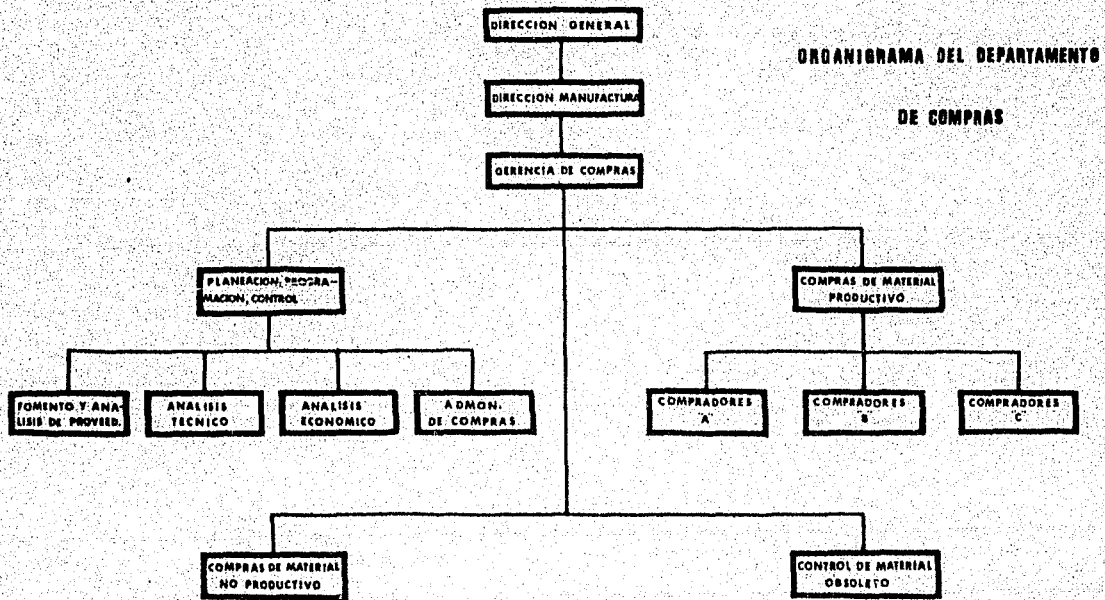 DIRECCION GENERAL
ORGANIGRAMA DEL DEPARTAMENTO
DE COMPRAS
DIRECCION MANUFACTURA
GERENCIA DE COMPRAS
PLANEACION, PROGRA-
MACION, CONTROL
COMPRAS DE MATERIAL
PRODUCTIVO
FOMENTO Y ANA-
LISIS DE PROVEED.
ANALISIS
TECNICO
ANALISIS
ECONOMICO
ADMON.
DE COMPRAS
COMPRADORES
"A"
COMPRADORES
"B"
COMPRADORES
"C"
COMPRAS DE MATERIAL
NO PRODUCTIVO
CONTROL DE MATERIAL
OBSOLETO